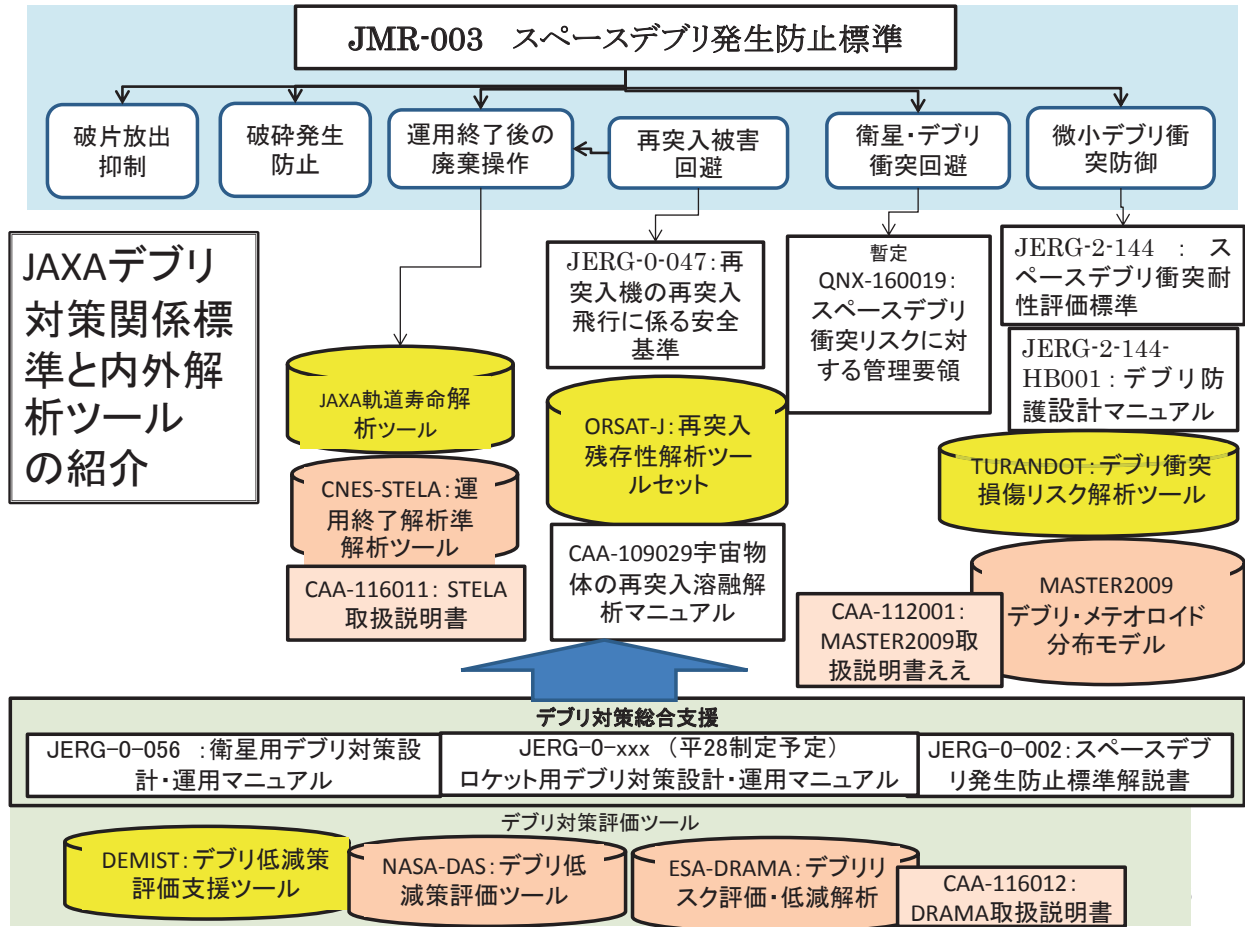 JMR-003 スペースデブリ発生防止標準
破片放出
抑制
破砕発生
防止
運用終了後の
廃棄操作
再突入被害
回避
衛星・デブリ
衝突回避
微小デブリ衝
突防御
JAXAデブリ
対策関係標
準と内外解
析ツール
の紹介
JAXA軌道寿命解
析ツール
CNES-STELA:運
用終了解析準
解析ツール
CAA-116011: STELA
取扱説明書
JERG-0-047:再
突入機の再突入
飛行に係る安全
基準
ORSAT-J:再突入
残存性解析ツー
ルセット
CAA-109029宇宙物
体の再突入溶融解
析マニュアル
暫定
QNX-160019:
スペースデブリ
衝突リスクに対
する管理要領
JERG-2-144 : ス
ペースデブリ衝突耐
性評価標準
JERG-2-144-
HB001:デブリ防
護設計マニュアル
TURANDOT:デブリ衝突
損傷リスク解析ツール
MASTER2009
デブリ・メテオロイド
分布モデル
CAA-112001:
MASTER2009取
扱説明書ええ
デブリ対策総合支援
JERG-0-056 :衛星用デブリ対策設
計・運用マニュアル
JERG-0-xxx (平28制定予定)
ロケット用デブリ対策設計・運用マニュアル
JERG-0-002:スペースデブ
リ発生防止標準解説書
デブリ対策評価ツール
DEMIST:デブリ低減策
評価支援ツール
NASA-DAS:デブリ低
減策評価ツール
ESA-DRAMA:デブリリ
スク評価・低減解析
CAA-116012:
DRAMA取扱説明書